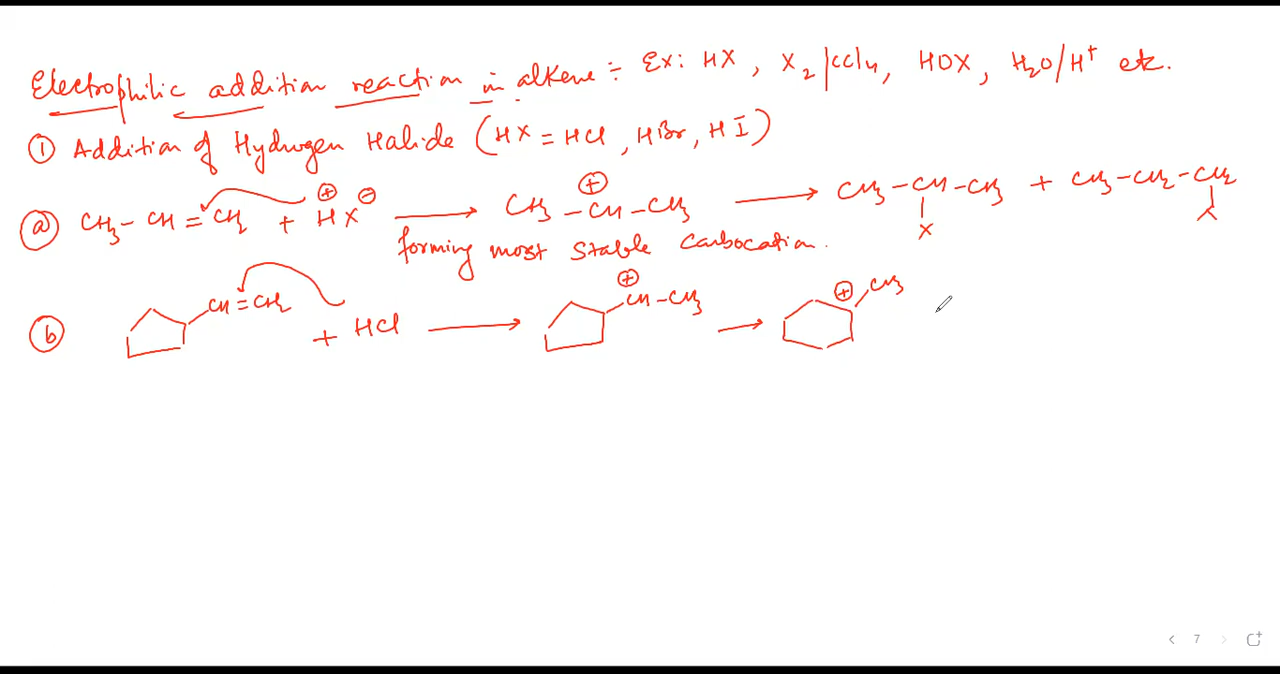 Electrophilic addition reaction in alkene ÷ Ex: HX, X₂/CCl₄, HOX, H₂O/H⁺ etc.
① Addition of Hydrogen Halide (HX = HCl, HBr, HI)
ⓐ CH₃ – CH = CH₂ + H⊕ X⊖ ⟶ CH₃ – CH⊕ – CH₃ ⟶ CH₃ – CH – CH₃ + CH₃ – CH₂ – CH₂
X X
forming most stable carbocation.
ⓑ CH = CH₂ + HCl ⟶ ⊕ CH – CH₃ ⟶ ⊕ CH₃
7